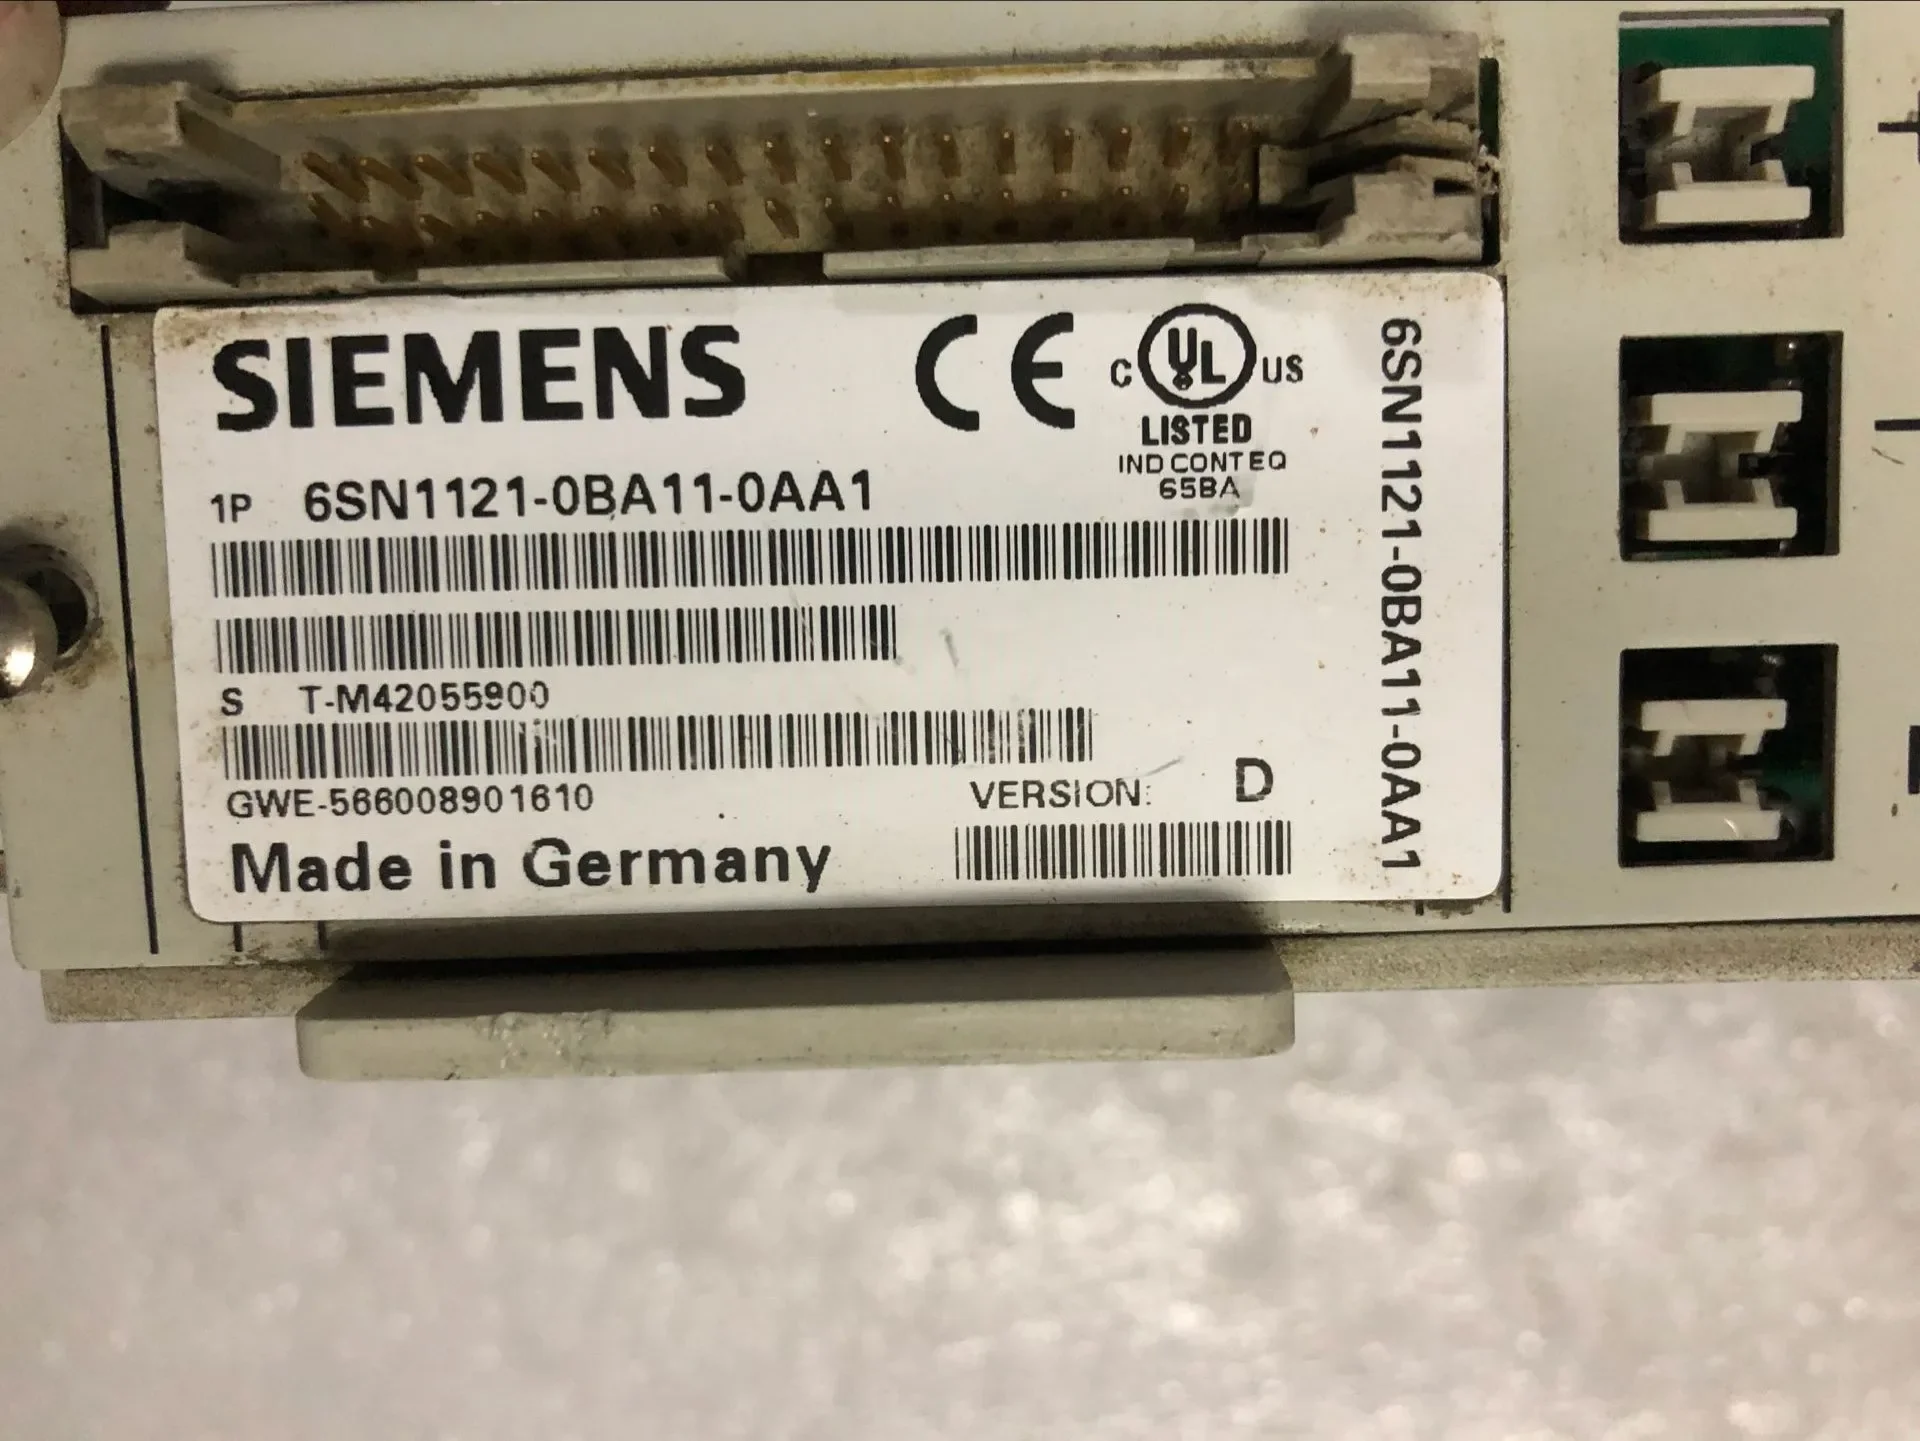 SIEMENS
CE
C UL US
LISTED
IND CONT EQ
65BA
1P 6SN1121-0BA11-0AA1
S T-M42055900
GWE-566008901610
VERSION: D
Made in Germany
6SN1121-0BA11-0AA1